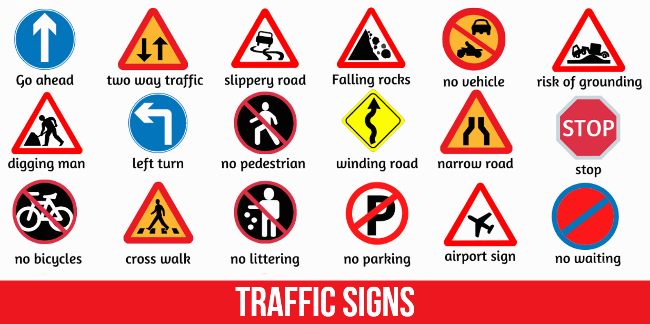 Go ahead
two way traffic
slippery road
Falling rocks
no vehicle
risk of grounding
digging man
left turn
no pedestrian
winding road
narrow road
STOP
stop
no bicycles
cross walk
no littering
P
no parking
airport sign
no waiting
TRAFFIC SIGNS